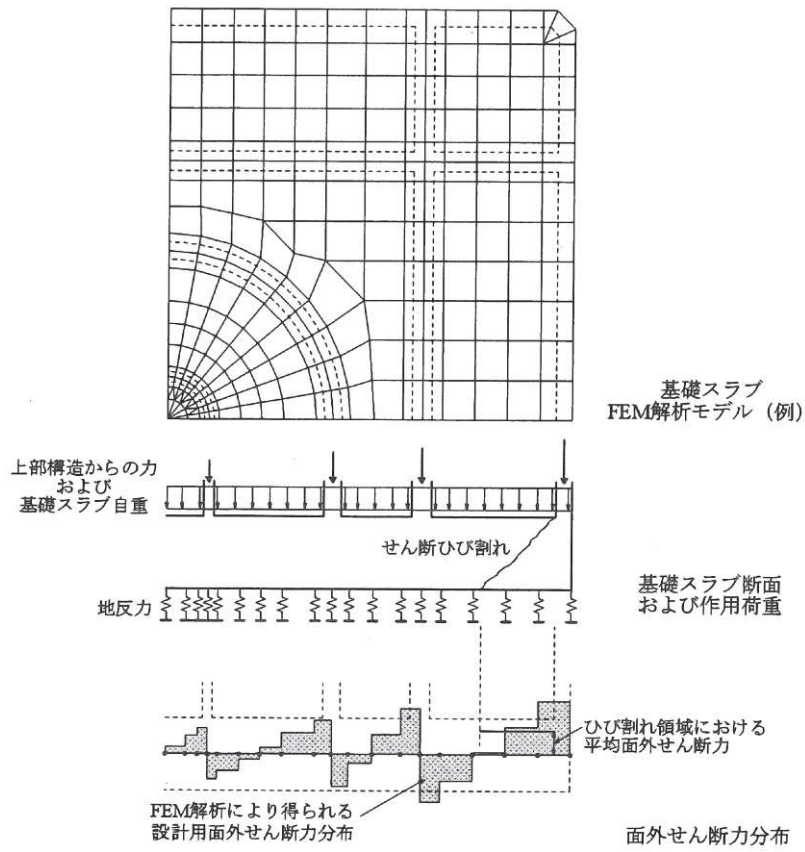 基礎スラブ
FEM解析モデル（例）
上部構造からの力
および
基礎スラブ自重
せん断ひび割れ
地反力
基礎スラブ断面
および作用荷重
ひび割れ領域における
平均面外せん断力
FEM解析により得られる
設計用面外せん断力分布
面外せん断力分布